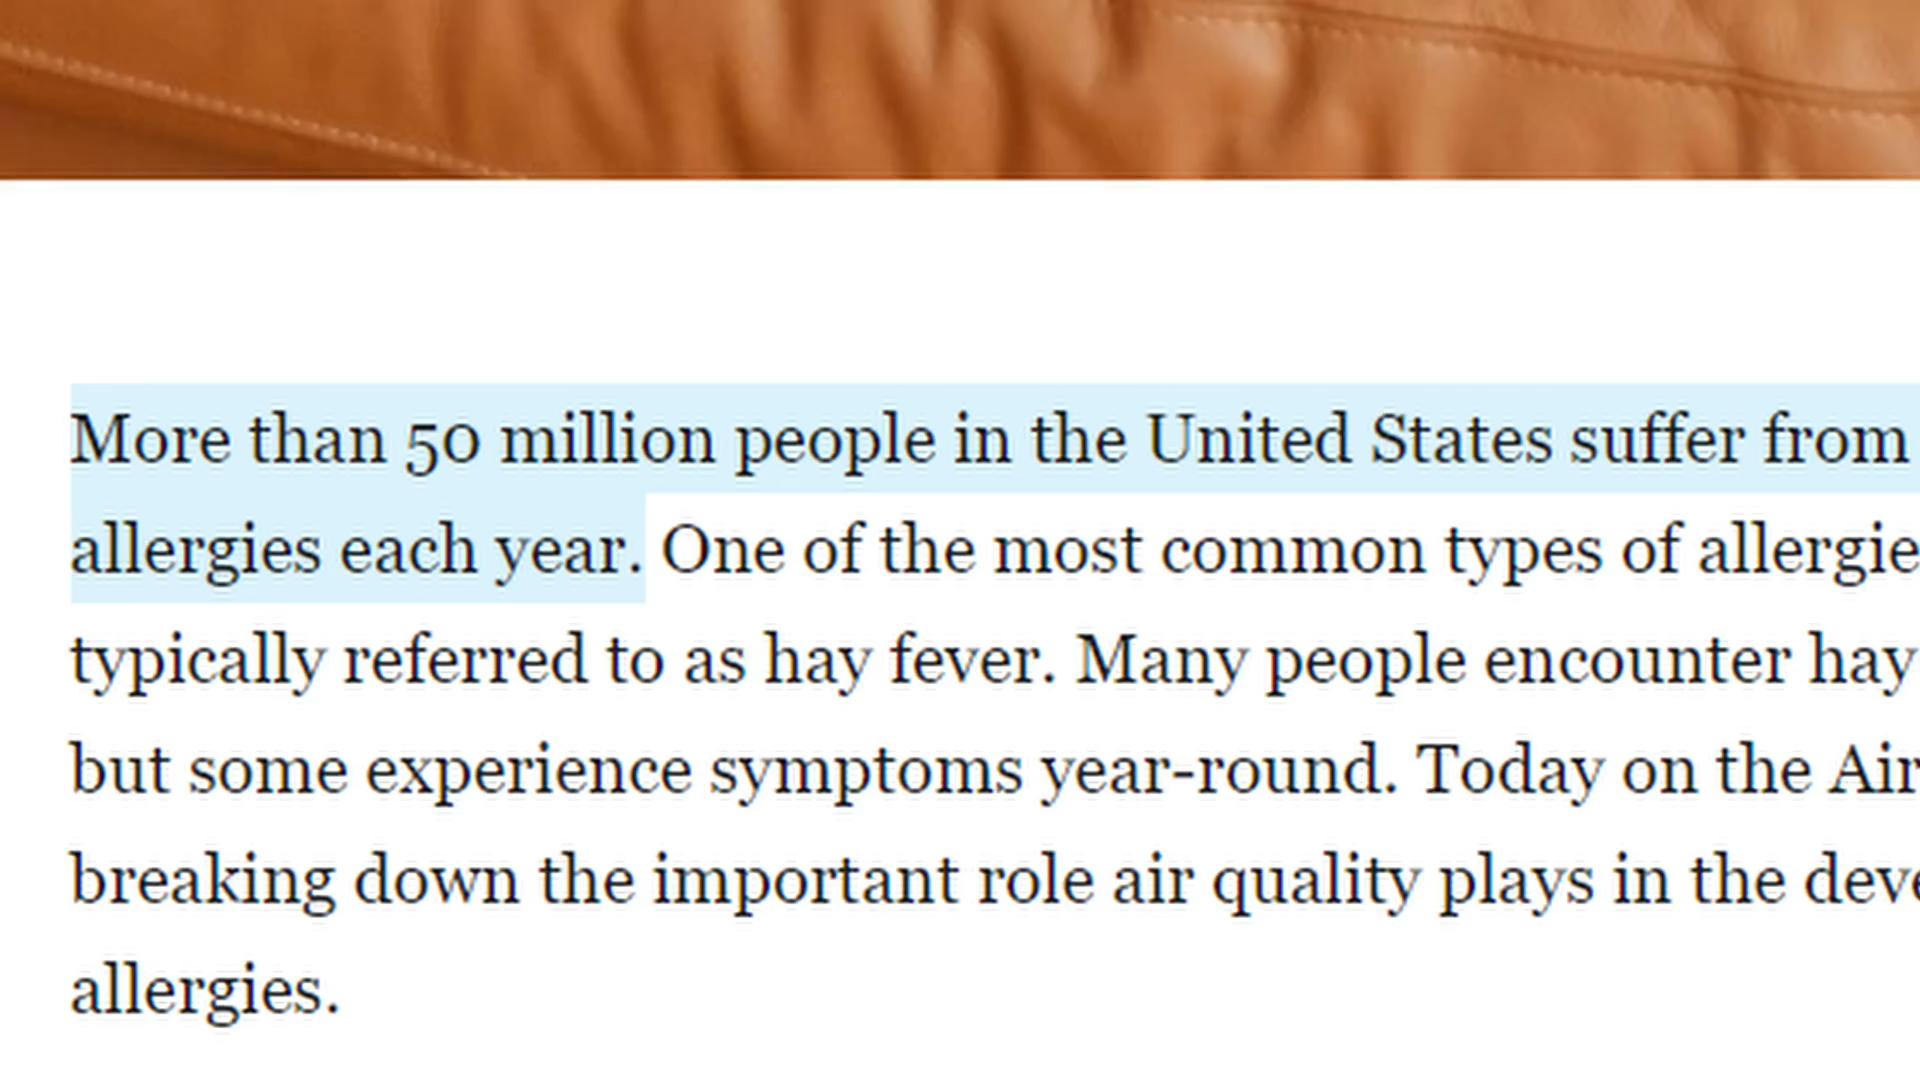 More than 50 million people in the United States suffer from
allergies each year. One of the most common types of allergie
typically referred to as hay fever. Many people encounter hay
but some experience symptoms year-round. Today on the Air
breaking down the important role air quality plays in the deve
allergies.